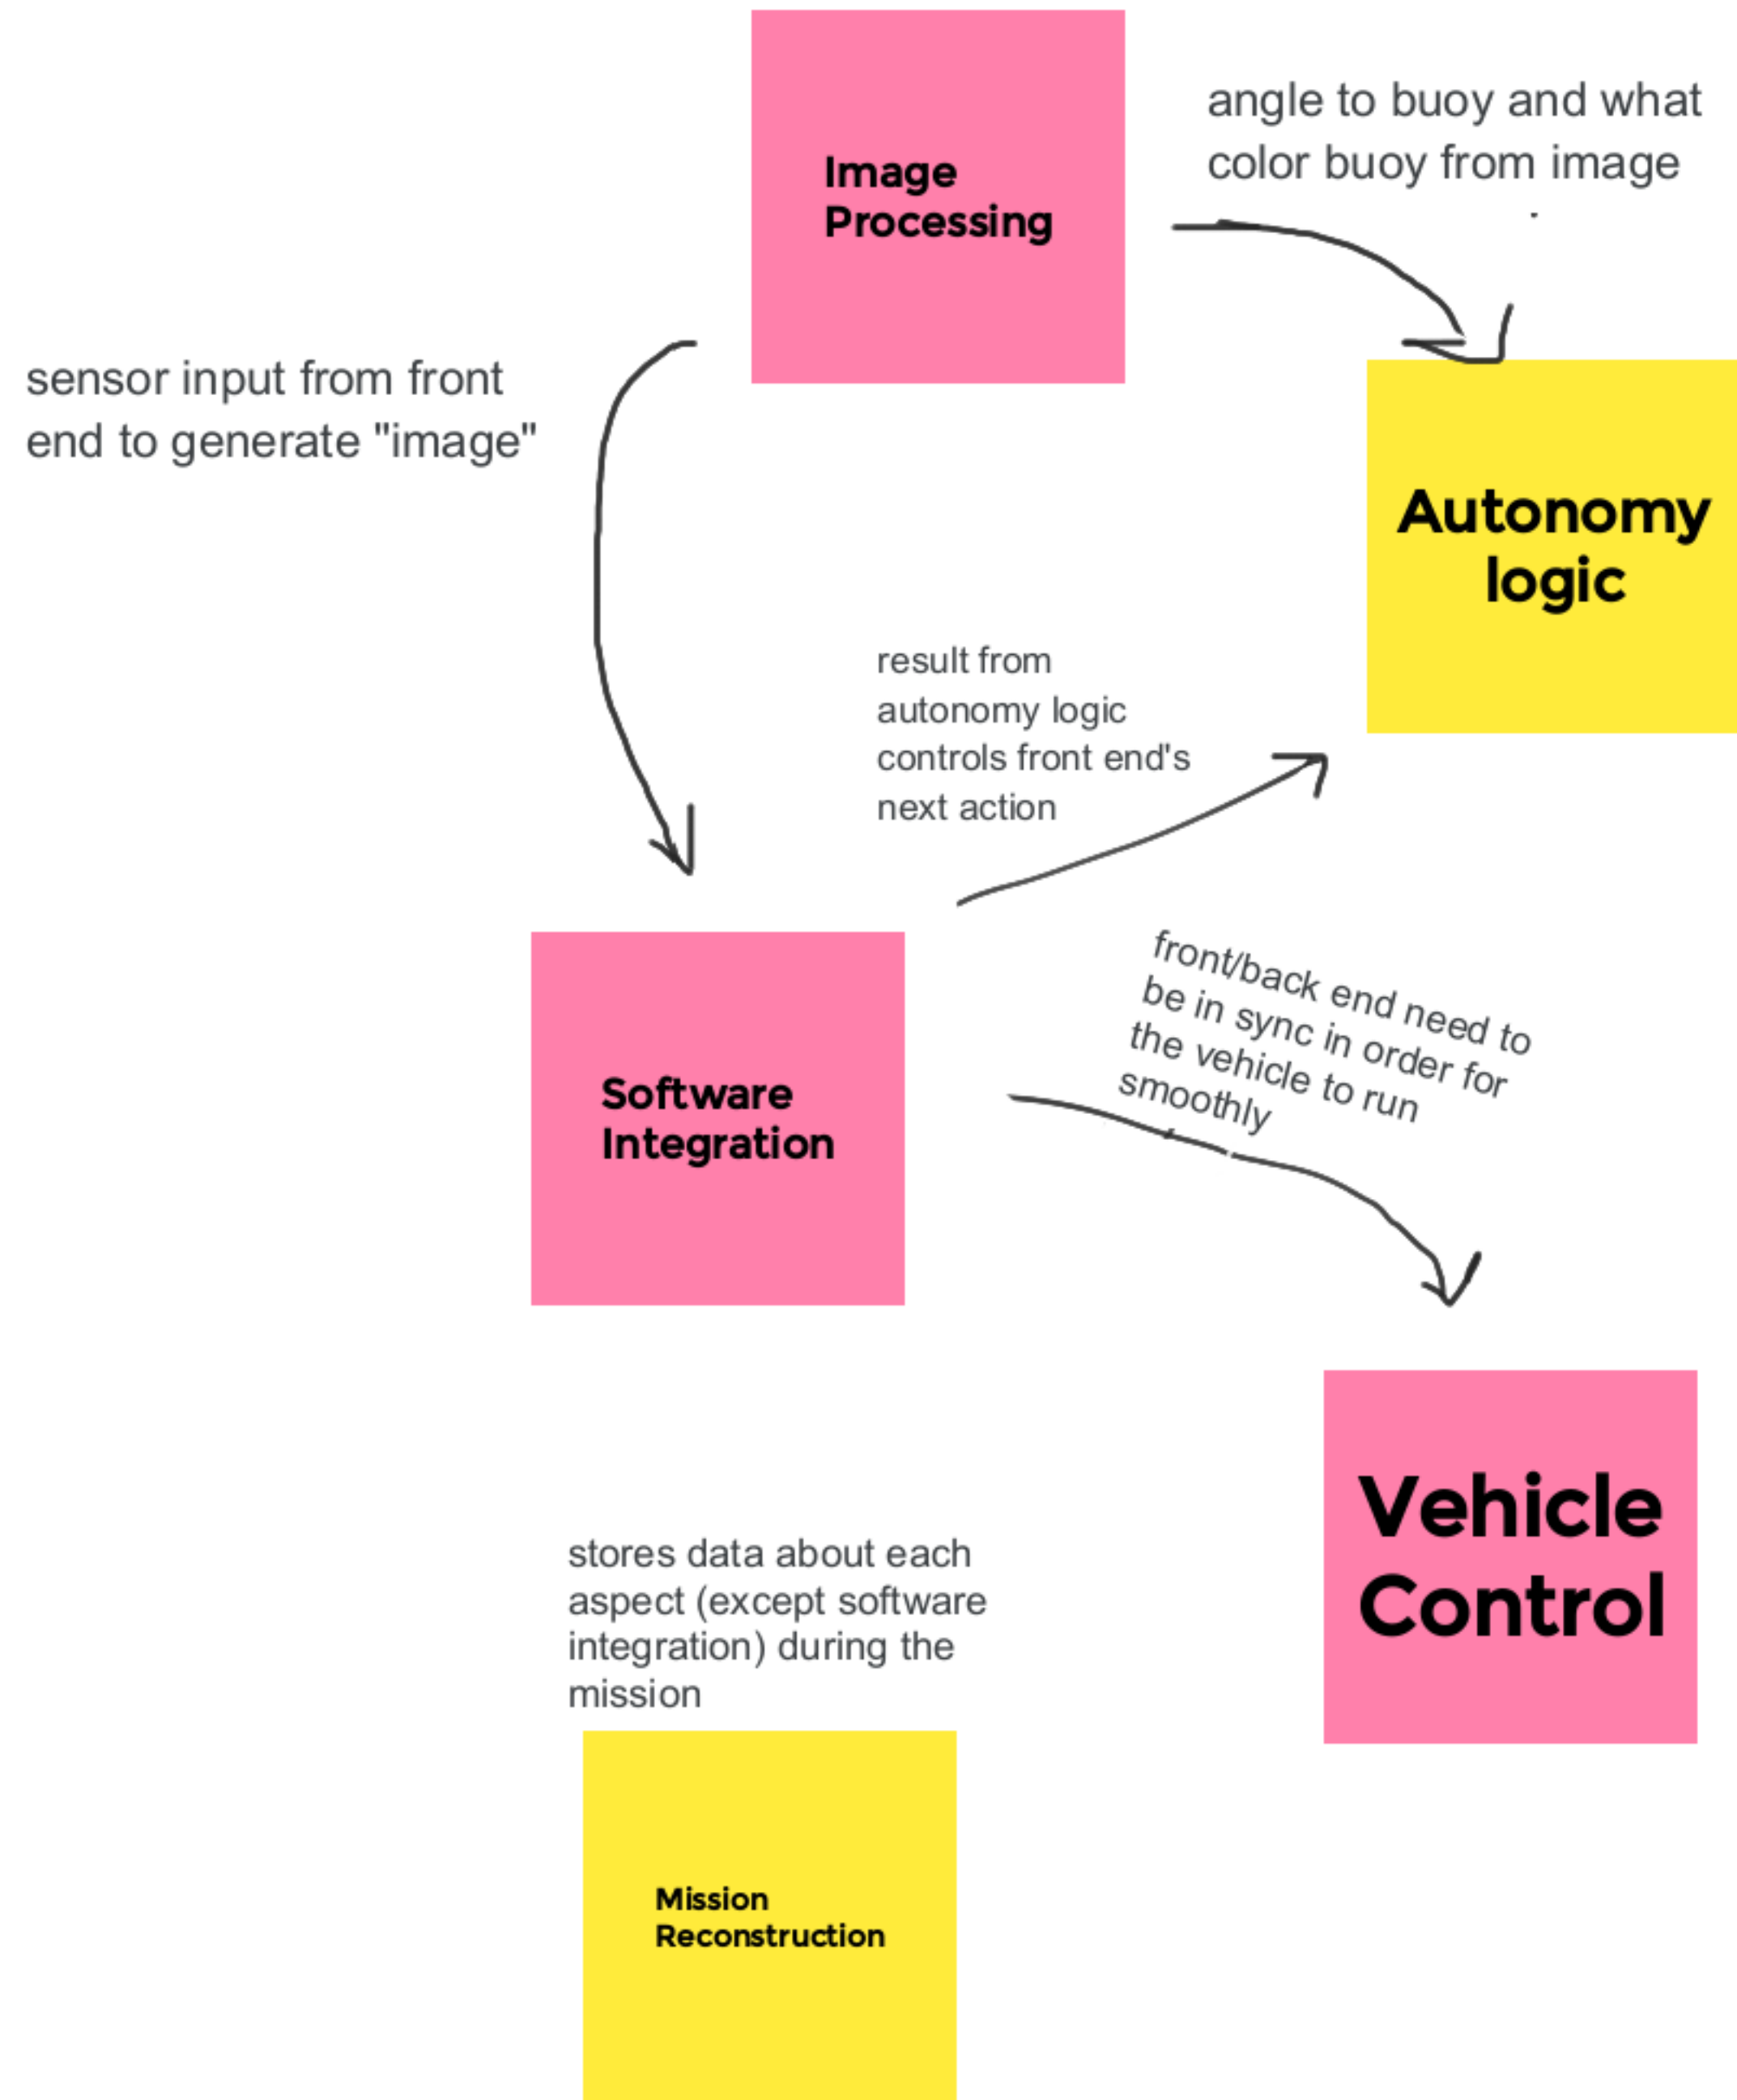 Image
Processing
angle to buoy and what
color buoy from image
sensor input from front
end to generate "image"
Autonomy
logic
result from
autonomy logic
controls front end's
next action
front/back end need to
be in sync in order for
the vehicle to run
smoothly
Software
Integration
Vehicle
Control
stores data about each
aspect (except software
integration) during the
mission
Mission
Reconstruction